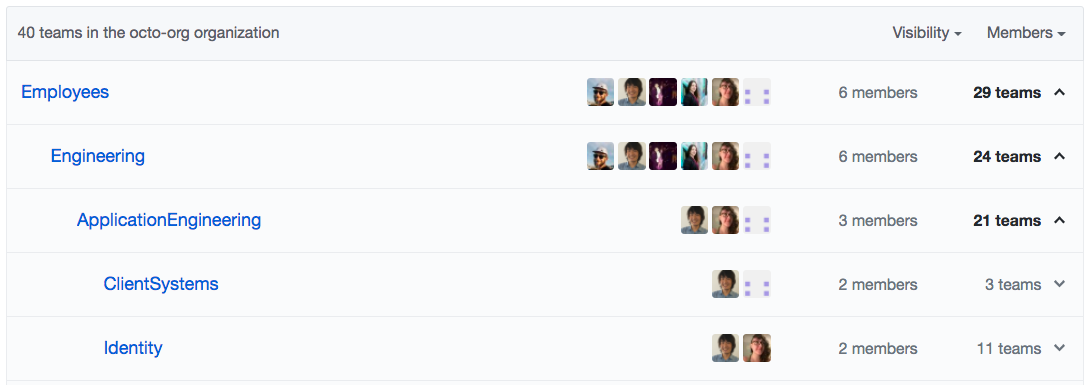 40 teams in the octo-org organization Visibility Members
Employees 6 members 29 teams
Engineering 6 members 24 teams
ApplicationEngineering 3 members 21 teams
ClientSystems 2 members 3 teams
Identity 2 members 11 teams